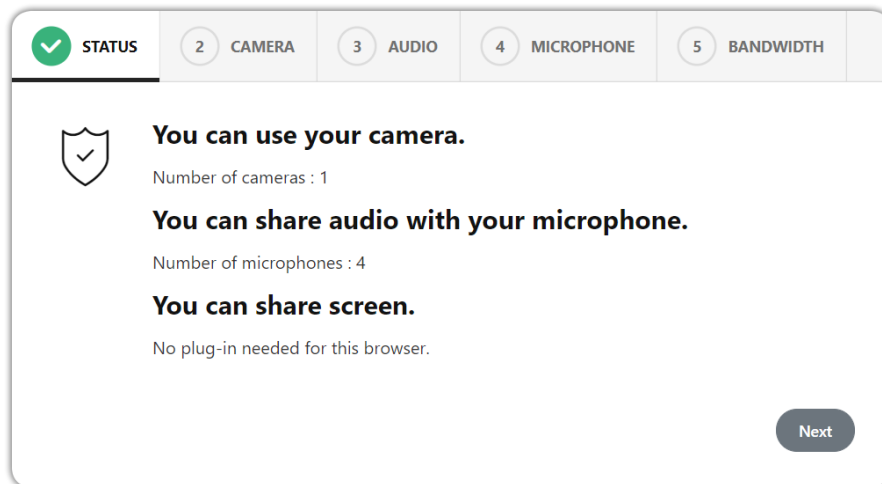 STATUS
2 CAMERA
3 AUDIO
4 MICROPHONE
5 BANDWIDTH
You can use your camera.
Number of cameras : 1
You can share audio with your microphone.
Number of microphones : 4
You can share screen.
No plug-in needed for this browser.
Next